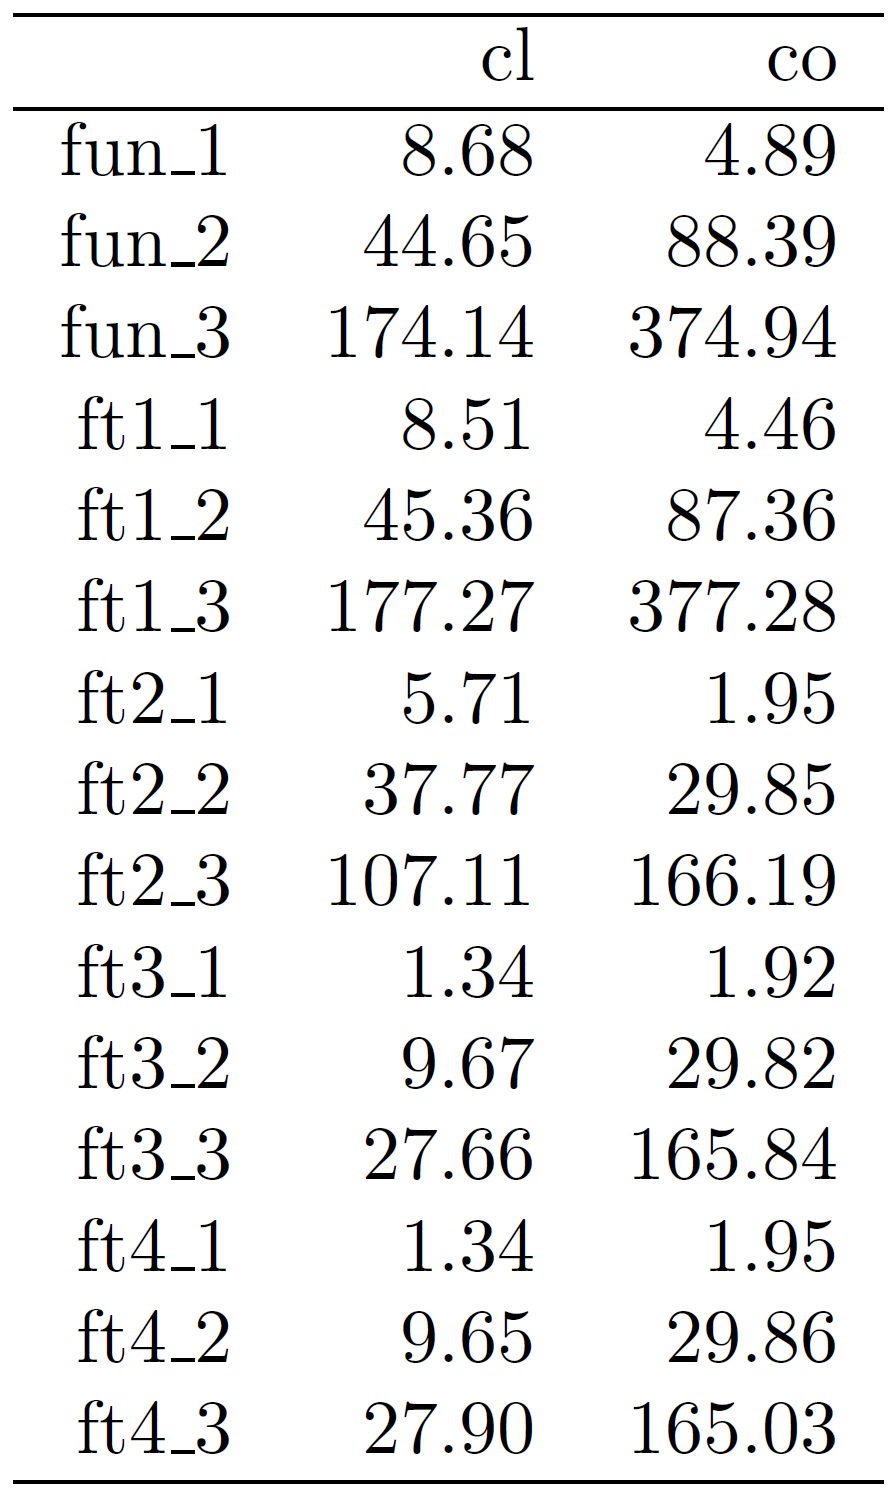 cl co
fun_1 8.68 4.89
fun_2 44.65 88.39
fun_3 174.14 374.94
ft1_1 8.51 4.46
ft1_2 45.36 87.36
ft1_3 177.27 377.28
ft2_1 5.71 1.95
ft2_2 37.77 29.85
ft2_3 107.11 166.19
ft3_1 1.34 1.92
ft3_2 9.67 29.82
ft3_3 27.66 165.84
ft4_1 1.34 1.95
ft4_2 9.65 29.86
ft4_3 27.90 165.03